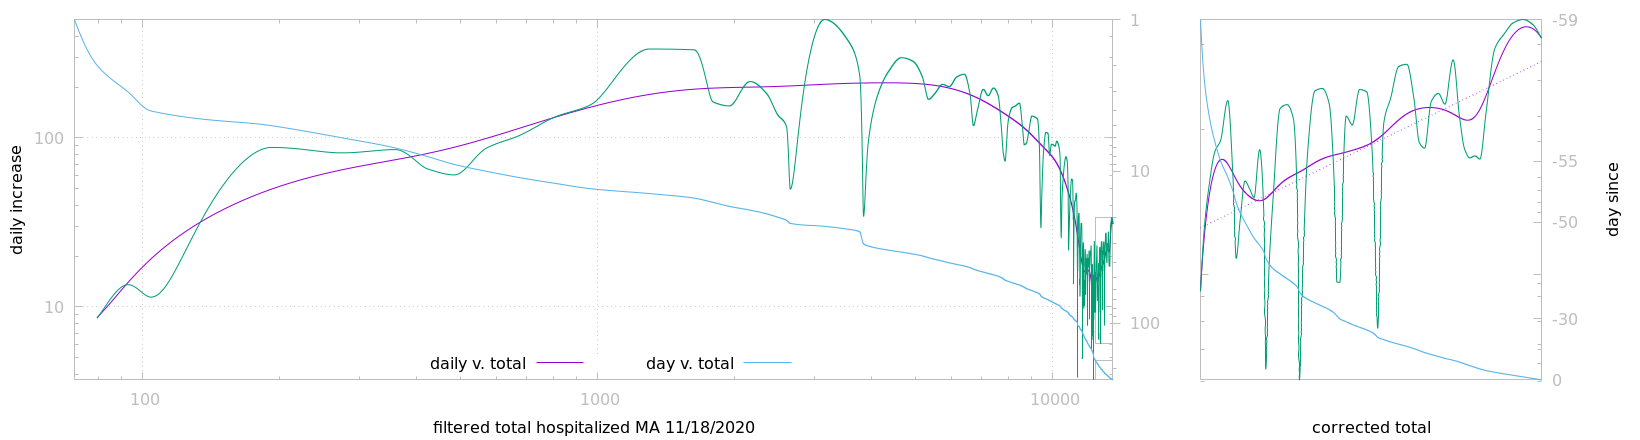 daily increase
100
10
daily v. total
day v. total
100
1000
10000
filtered total hospitalized MA 11/18/2020
1
10
100
-59
-55
-50
-30
0
day since
corrected total